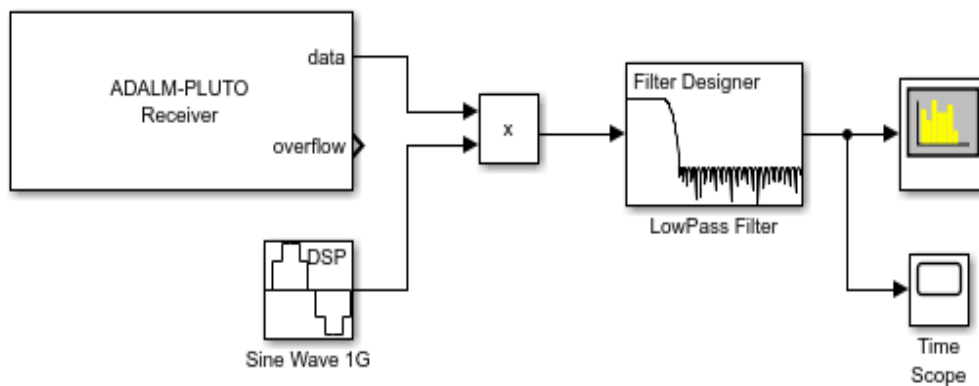 data
ADALM-PLUTO
Receiver
overflow
x
Filter Designer
LowPass Filter
DSP
Sine Wave 1G
Time
Scope